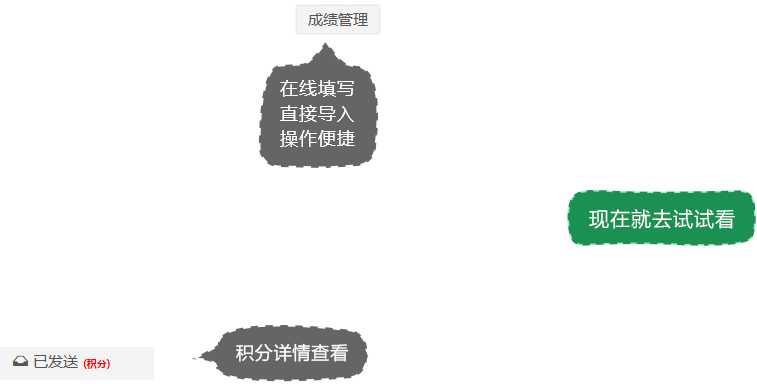 成绩管理
在线填写
直接导入
操作便捷
现在就去试试看
积分详情查看
已发送 (积分)